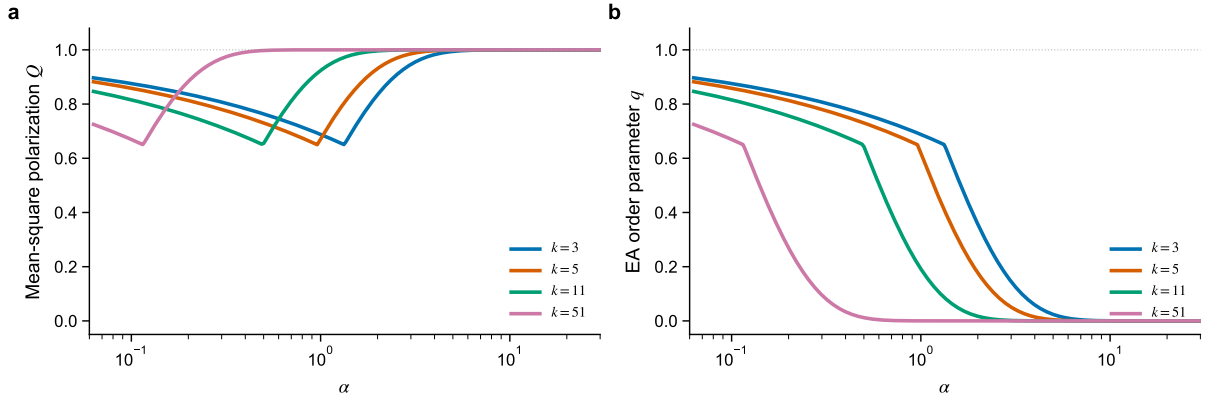 a
Mean-square polarization Q
1.0
0.8
0.6
0.4
0.2
0.0
10⁻¹
10⁰
10¹
α
k = 3
k = 5
k = 11
k = 51
b
EA order parameter q
1.0
0.8
0.6
0.4
0.2
0.0
10⁻¹
10⁰
10¹
α
k = 3
k = 5
k = 11
k = 51